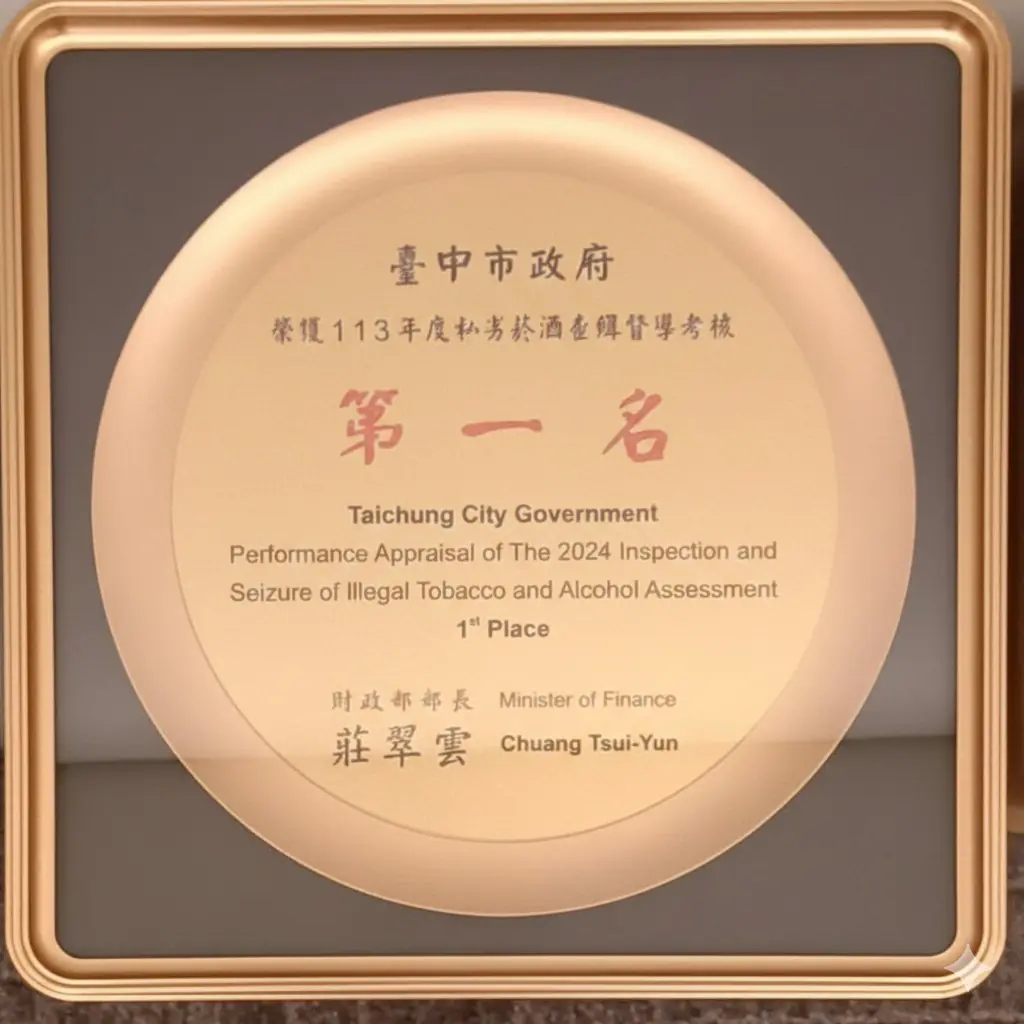 臺中市政府
榮獲113年度私劣菸酒查緝督導考核
第一名
Taichung City Government
Performance Appraisal of The 2024 Inspection and
Seizure of Illegal Tobacco and Alcohol Assessment
1st Place
財政部部長 Minister of Finance
莊翠雲 Chuang Tsui-Yun